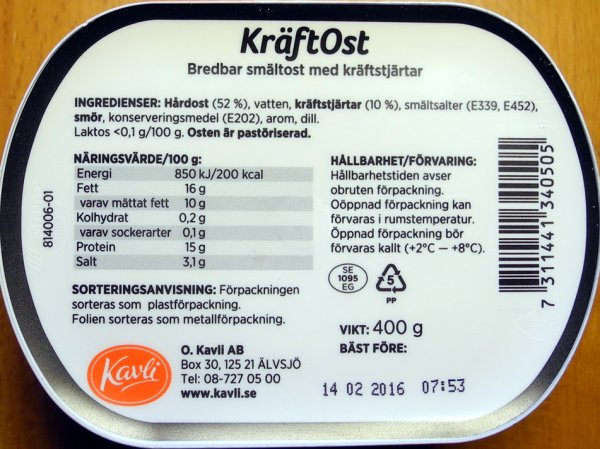 KräftOst
Bredbar smältost med kräftstjärtar
INGREDIENSER: Hårdost (52 %), vatten, kräftstjärtar (10 %), smältsalter (E339, E452),
smör, konserveringsmedel (E202), arom, dill.
Laktos <0,1 g/100 g. Osten är pastöriserad.
NÄRINGSVÄRDE/100 g:
Energi 850 kJ/200 kcal
Fett 16 g
varav mättat fett 10 g
Kolhydrat 0,2 g
varav sockerarter 0,1 g
Protein 15 g
Salt 3,1 g
HÅLLBARHET/FÖRVARING:
Hållbarhetstiden avser
obruten förpackning.
Oöppnad förpackning kan
förvaras i rumstemperatur.
Öppnad förpackning bör
förvaras kallt (+2°C – +8°C).
7 311441 340505
814006-01
SORTERINGSANVISNING: Förpackningen
sorteras som plastförpackning.
Folien sorteras som metallförpackning.
SE
1095
EG
5
PP
VIKT: 400 g
BÄST FÖRE:
14 02 2016 07:53
Kavli
O. Kavli AB
Box 30, 125 21 ÄLVSJÖ
Tel: 08-727 05 00
www.kavli.se